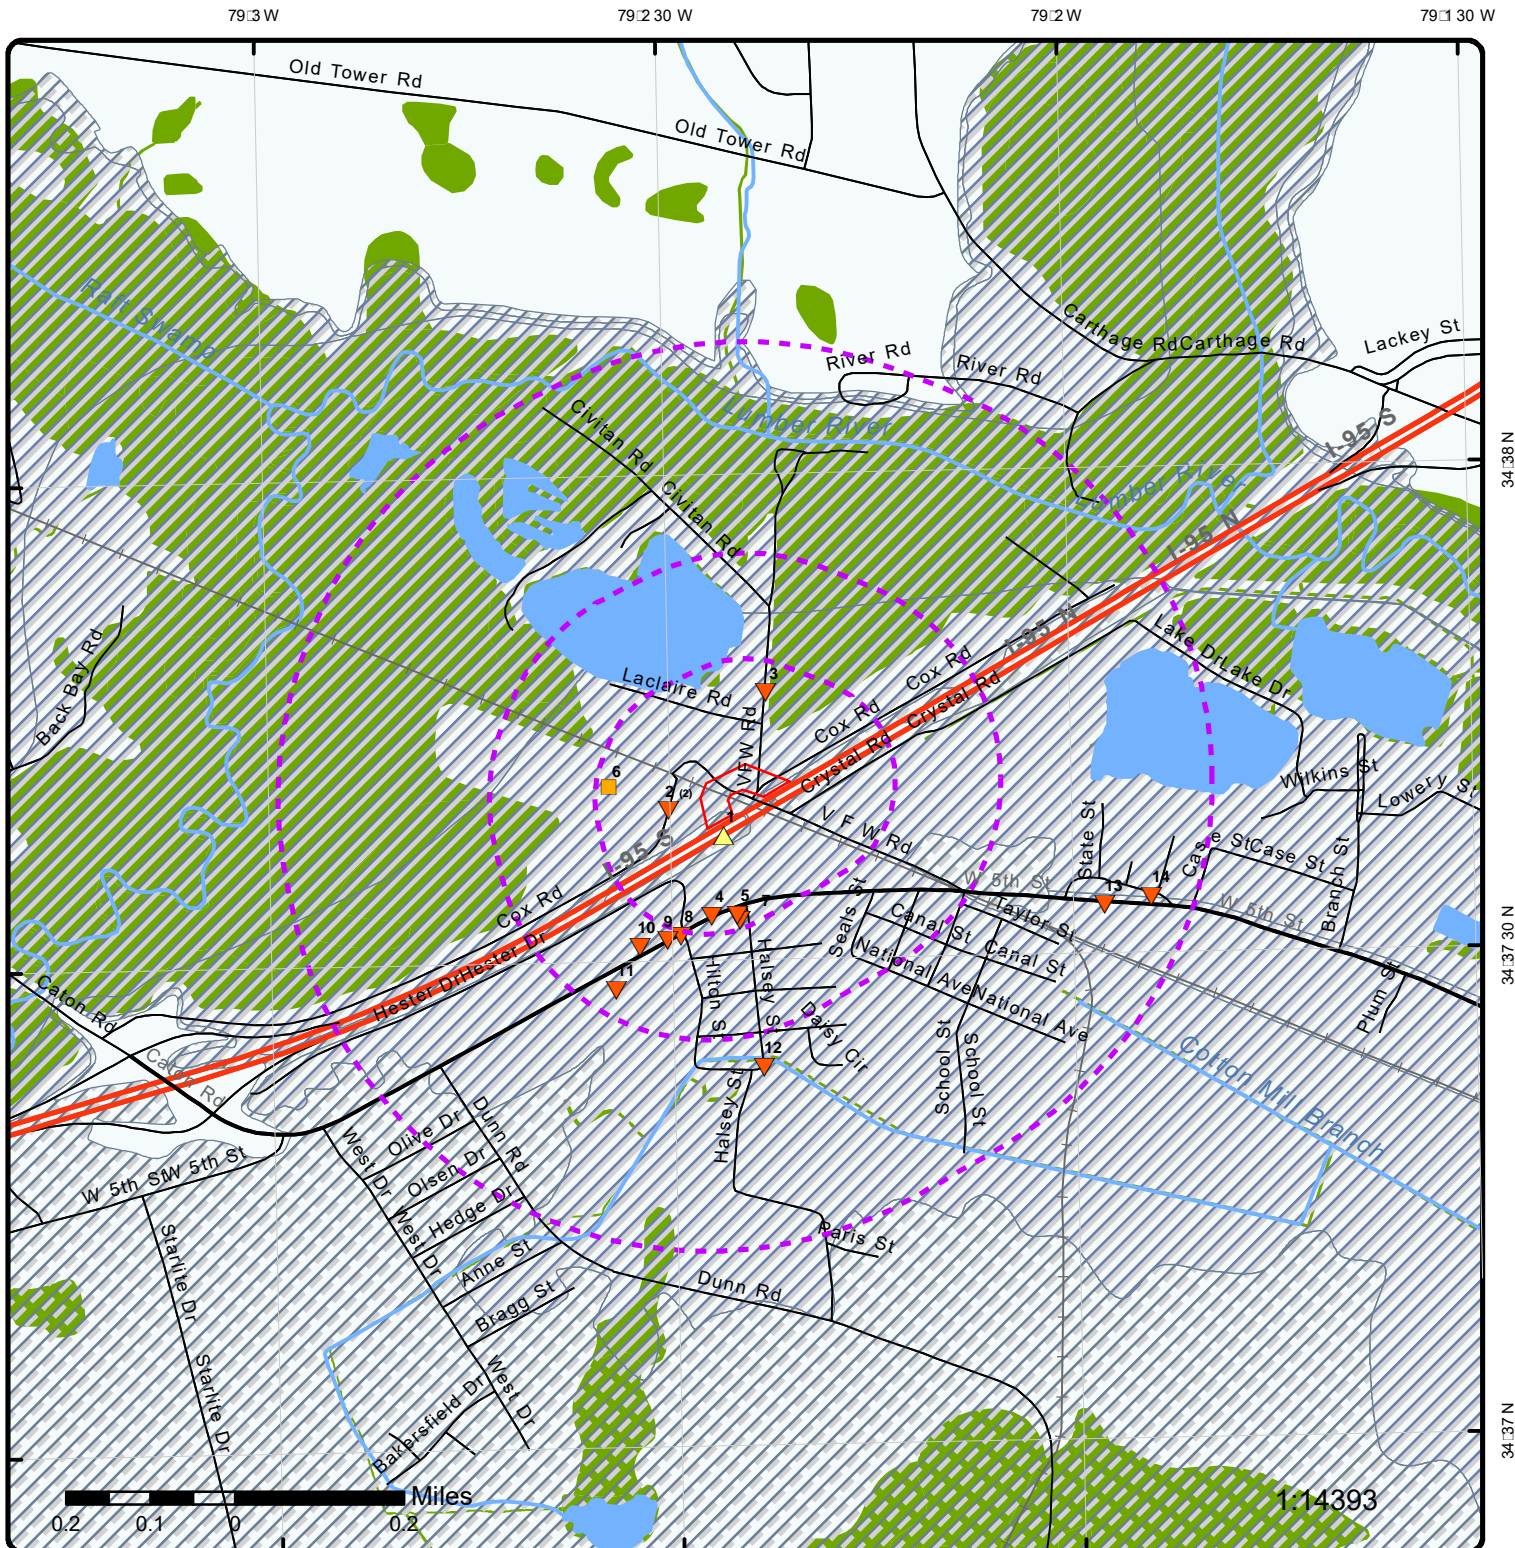 79□3 W
79□2 30 W
79□2 W
79□1 30 W
Old Tower Rd
Old Tower Rd
Raft Swamp
Carthage Rd
Carthage Rd
Lackey St
River Rd
River Rd
Lumber River
Civitan Rd
I-95 S
34□38 N
Civitan Rd
Lumber River
I-95 N
I-95 N
Lake Dr
Lake Dr
Back Bay Rd
Cox Rd
Laclaire Rd
3
Crystal Rd
Cox Rd
V F W Rd
Crystal Rd
6
2 (2)
1
Wilkins St
Lowery St
V F W Rd
State St
Case St
Case St
I-95 S
W 5th St
13
14
Branch St
W 5th St
Cox Rd
4
5
7
8
9
10
11
Seals St
Canal St
Taylor St
Canal St
National Ave
National Ave
34□37 30 N
Hester Dr
Hester Dr
Hilton St
Halsey St
Daisy Cir
Plum St
Caton Rd
Caton Rd
12
School St
School St
Cotton Mill Branch
Halsey St
Dunn Rd
Olive Dr
West Dr
Olsen Dr
W 5th St
W 5th St
Hedge Dr
West Dr
Paris St
Anne St
Starlite Dr
Dunn Rd
Bragg St
Starlite Dr
West Dr
Bakersfield Dr
34□37 N
Miles
0.2
0.1
0
0.2
1:14393